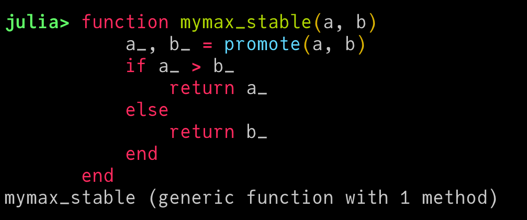 julia> function mymax_stable(a, b)
           a_, b_ = promote(a, b)
           if a_ > b_
               return a_
           else
               return b_
           end
       end
mymax_stable (generic function with 1 method)